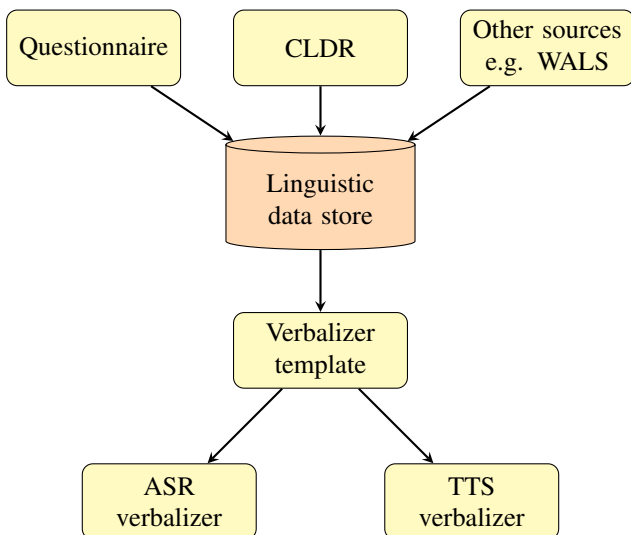 Questionnaire
CLDR
Other sources
e.g. WALS
Linguistic
data store
Verbalizer
template
ASR
verbalizer
TTS
verbalizer